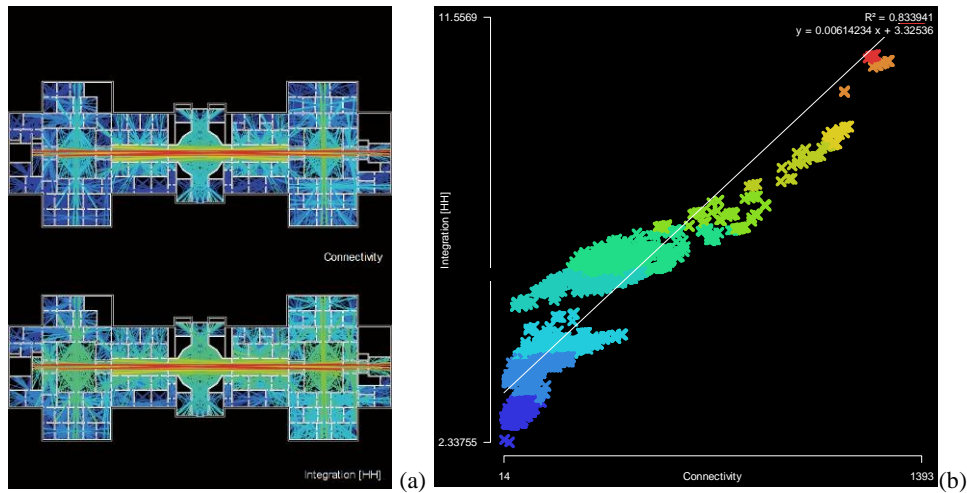 Connectivity
Integration [HH]
(a)
11.5569
R² = 0.833941
y = 0.00614234 x + 3.32536
Integration [HH]
2.33755
14
Connectivity
1393
(b)